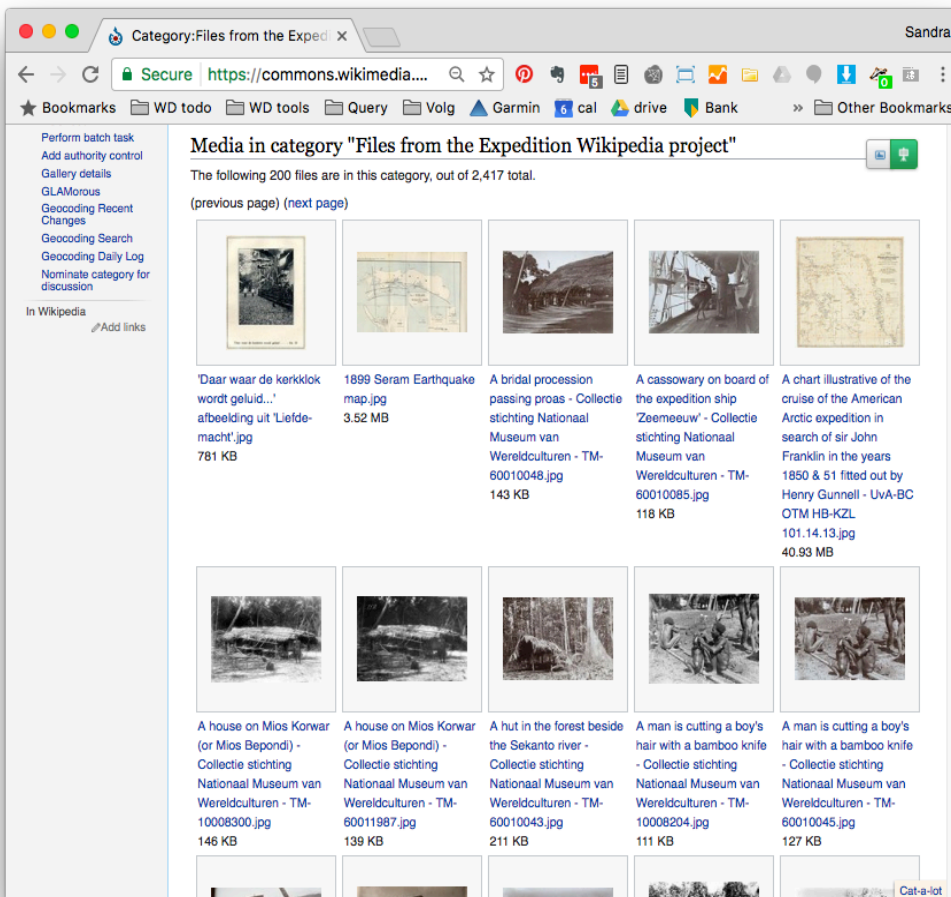 Category:Files from the Exped
Sandra
Secure https://commons.wikimedia....
5
0
Bookmarks WD todo WD tools Query Volg Garmin 6 cal drive Bank » Other Bookmarks
Perform batch task
Add authority control
Gallery details
GLAMorous
Geocoding Recent
Changes
Geocoding Search
Geocoding Daily Log
Nominate category for
discussion
In Wikipedia
Add links
Media in category "Files from the Expedition Wikipedia project"
The following 200 files are in this category, out of 2,417 total.
(previous page) (next page)
'Daar waar de kerkklok
wordt geluid...'
afbeelding uit 'Liefde-
macht'.jpg
781 KB
1899 Seram Earthquake
map.jpg
3.52 MB
A bridal procession
passing proas - Collectie
stichting Nationaal
Museum van
Wereldculturen - TM-
60010048.jpg
143 KB
A cassowary on board of
the expedition ship
'Zeemeeuw' - Collectie
stichting Nationaal
Museum van
Wereldculturen - TM-
60010085.jpg
118 KB
A chart illustrative of the
cruise of the American
Arctic expedition in
search of sir John
Franklin in the years
1850 & 51 fitted out by
Henry Gunnell - UvA-BC
OTM HB-KZL
101.14.13.jpg
40.93 MB
A house on Mios Korwar
(or Mios Bepondi) -
Collectie stichting
Nationaal Museum van
Wereldculturen - TM-
10008300.jpg
146 KB
A house on Mios Korwar
(or Mios Bepondi) -
Collectie stichting
Nationaal Museum van
Wereldculturen - TM-
60011987.jpg
139 KB
A hut in the forest beside
the Sekanto river -
Collectie stichting
Nationaal Museum van
Wereldculturen - TM-
60010043.jpg
211 KB
A man is cutting a boy's
hair with a bamboo knife
- Collectie stichting
Nationaal Museum van
Wereldculturen - TM-
10008204.jpg
111 KB
A man is cutting a boy's
hair with a bamboo knife
- Collectie stichting
Nationaal Museum van
Wereldculturen - TM-
60010045.jpg
127 KB
Cat-a-lot